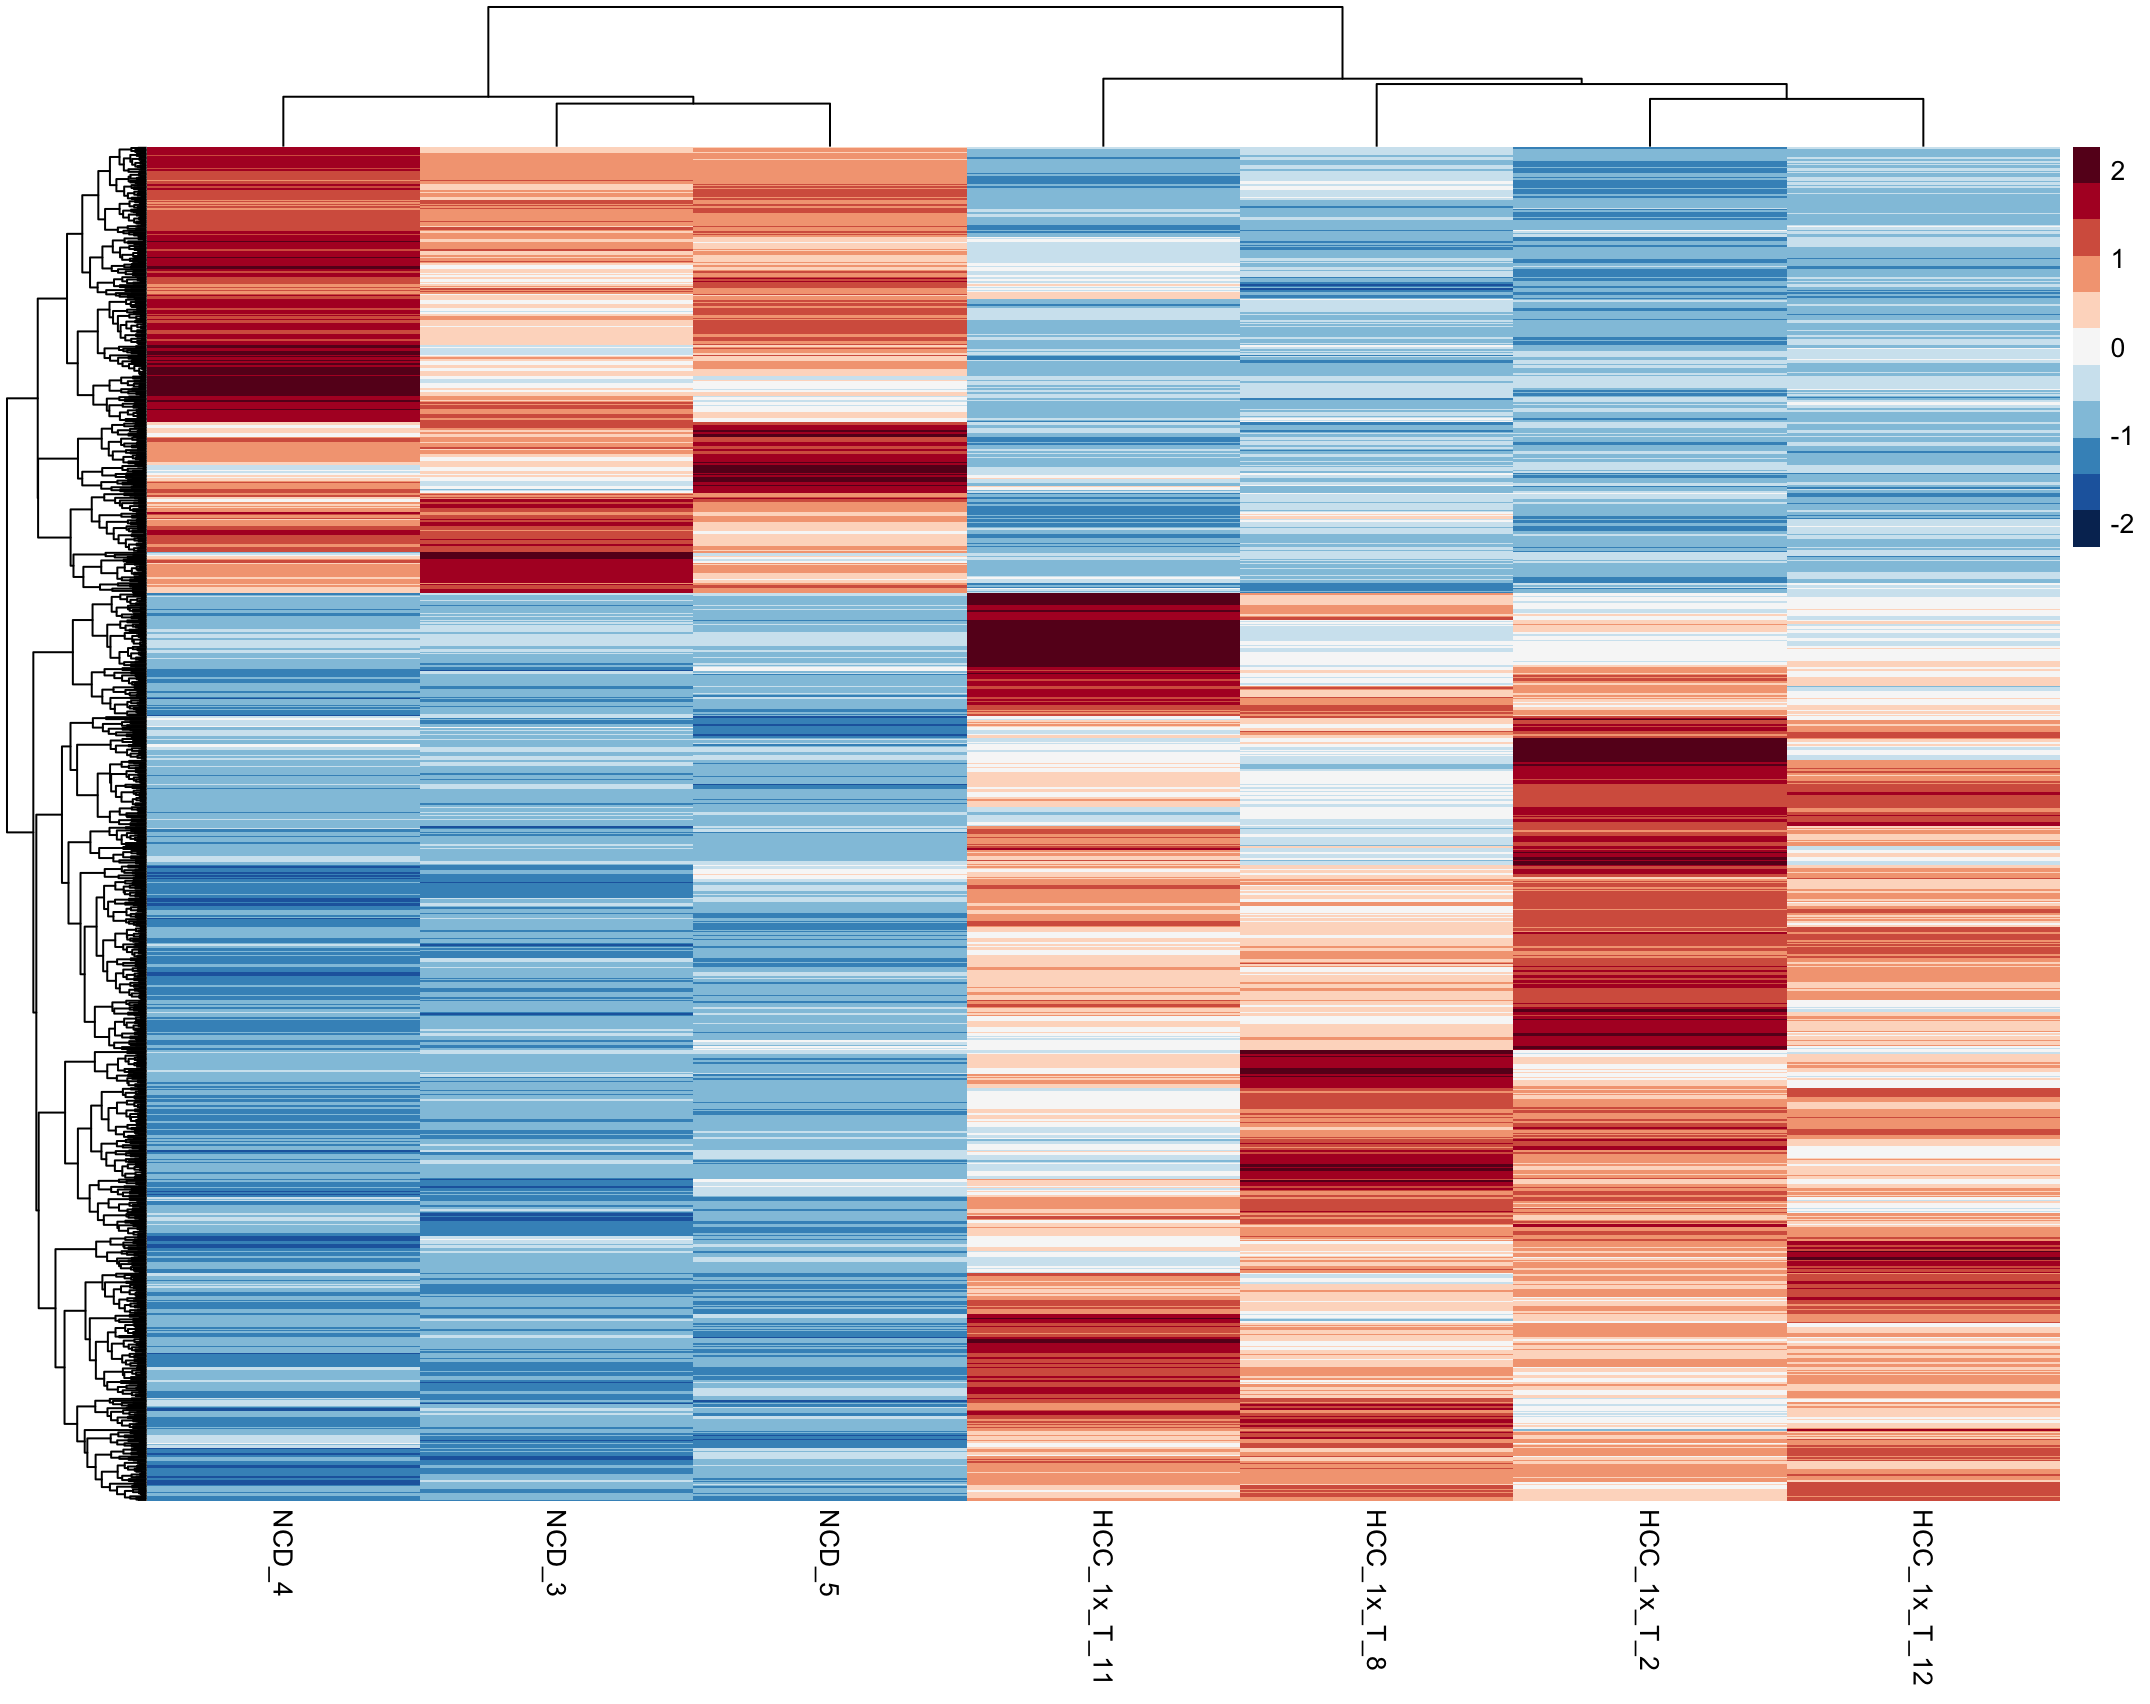 2
1
0
-1
-2
NCD_4
NCD_3
NCD_5
HCC_1x_T_11
HCC_1x_T_8
HCC_1x_T_2
HCC_1x_T_12